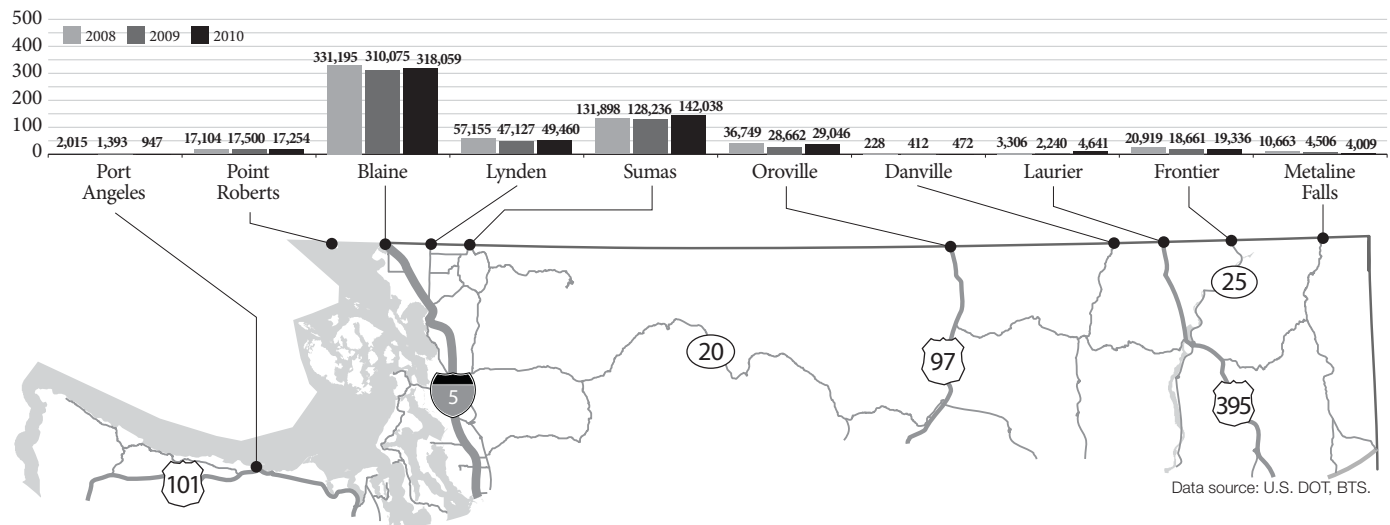 500
400
300
200
100
0
2008 2009 2010
2,015 1,393 947
17,104 17,500 17,254
331,195 310,075 318,059
57,155 47,127 49,460
131,898 128,236 142,038
36,749 28,662 29,046
228 412 472
3,306 2,240 4,641
20,919 18,661 19,336
10,663 4,506 4,009
Port
Angeles
Point
Roberts
Blaine
Lynden
Sumas
Oroville
Danville
Laurier
Frontier
Metaline
Falls
25
20
97
5
395
101
Data source: U.S. DOT, BTS.